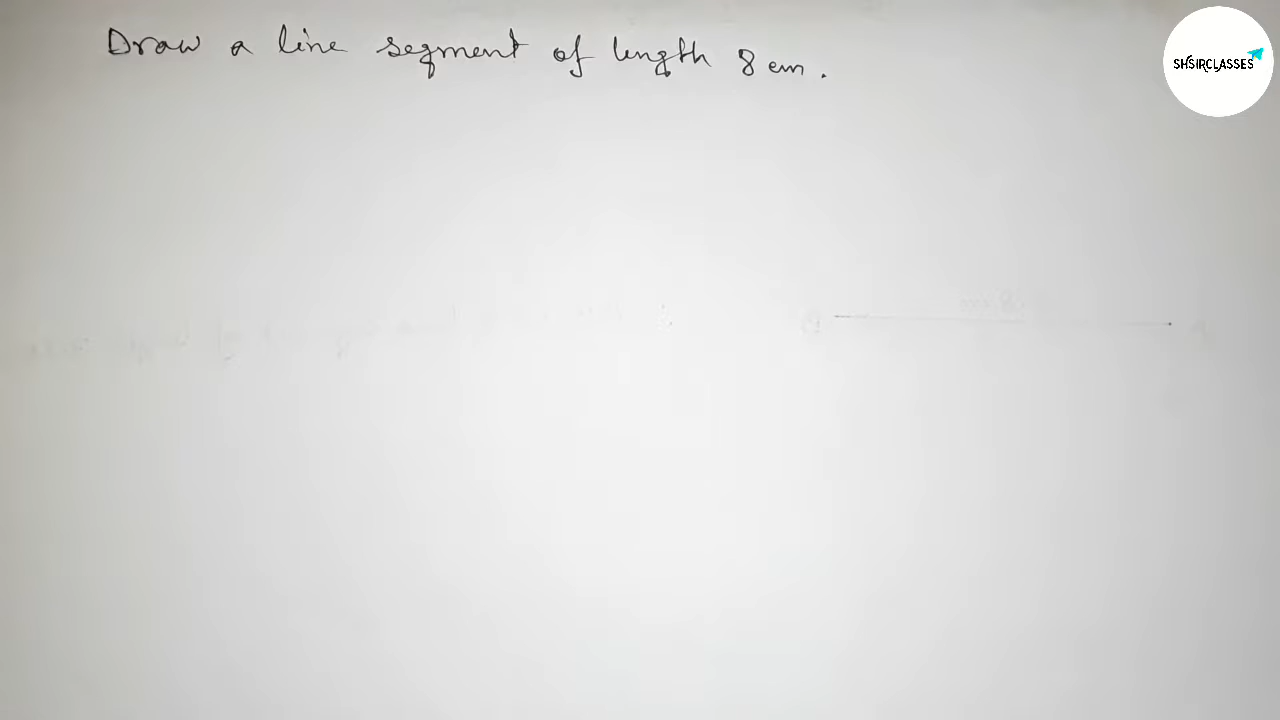 Draw a line segment of length 8 cm.
SHSIRCLASSES